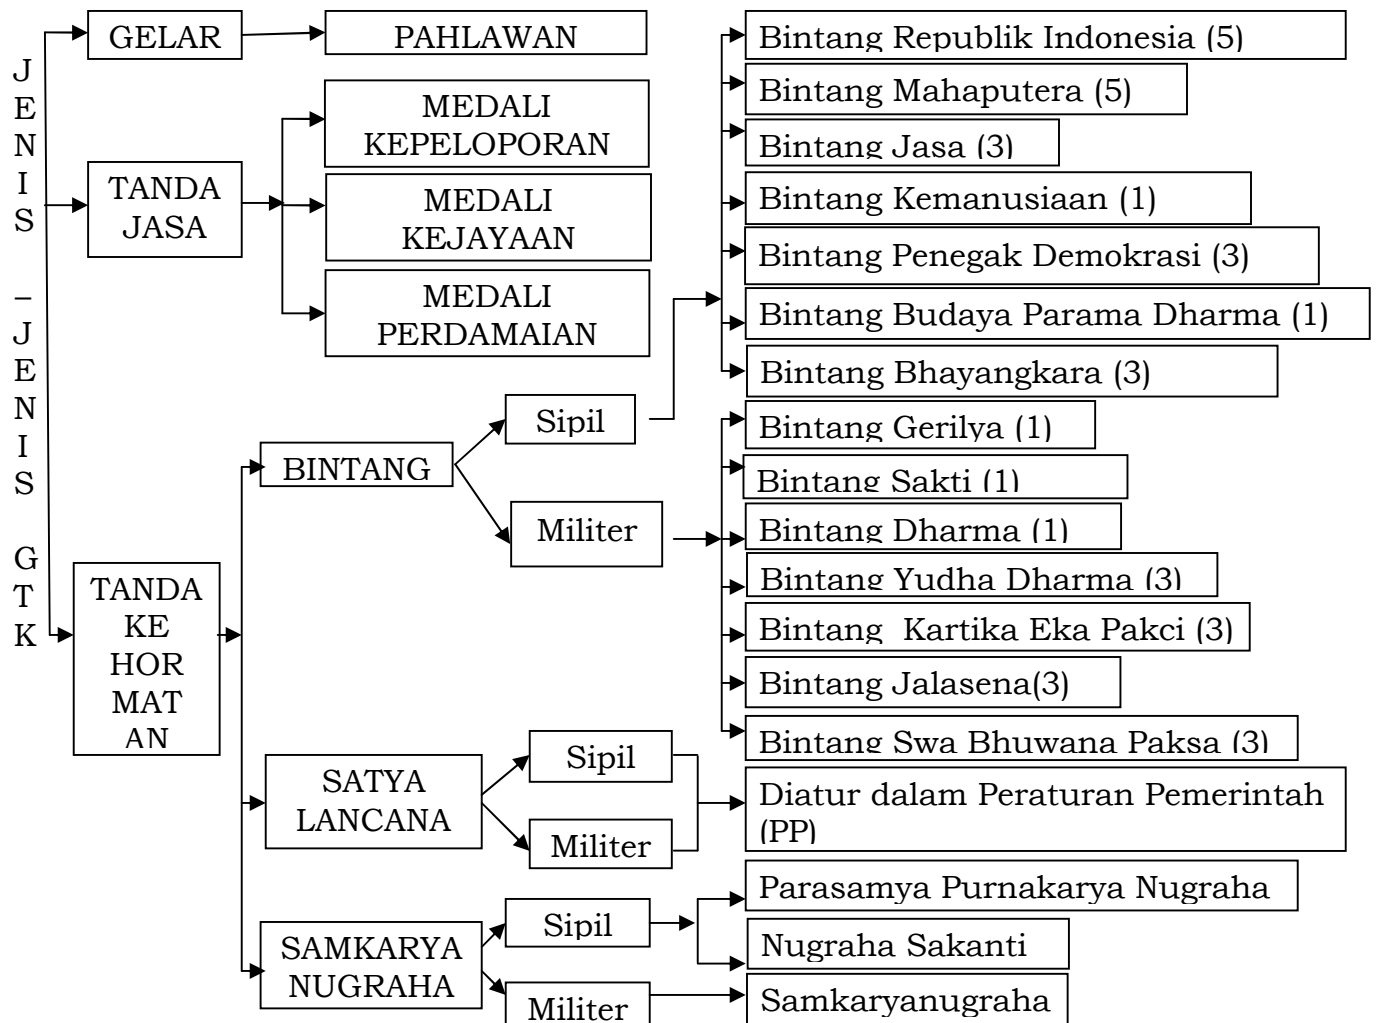 JENIS –JENIS GTK
GELAR
PAHLAWAN
TANDA
JASA
MEDALI
KEPELOPORAN
MEDALI
KEJAYAAN
MEDALI
PERDAMAIAN
TANDA
KE
HOR
MAT
AN
BINTANG
Sipil
Bintang Republik Indonesia (5)
Bintang Mahaputera (5)
Bintang Jasa (3)
Bintang Kemanusiaan (1)
Bintang Penegak Demokrasi (3)
Bintang Budaya Parama Dharma (1)
Bintang Bhayangkara (3)
Militer
Bintang Gerilya (1)
Bintang Sakti (1)
Bintang Dharma (1)
Bintang Yudha Dharma (3)
Bintang Kartika Eka Pakci (3)
Bintang Jalasena(3)
Bintang Swa Bhuwana Paksa (3)
SATYA
LANCANA
Sipil
Militer
Diatur dalam Peraturan Pemerintah
(PP)
SAMKARYA
NUGRAHA
Sipil
Parasamya Purnakarya Nugraha
Nugraha Sakanti
Militer
Samkaryanugraha